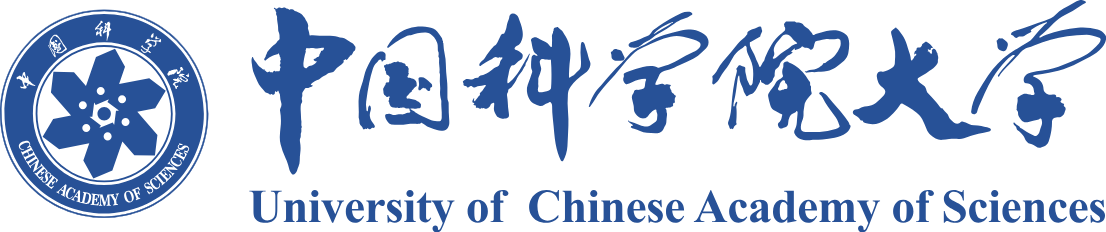 中国科学院
CHINESE ACADEMY OF SCIENCES
中国科学院大学
University of Chinese Academy of Sciences